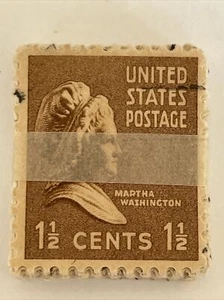 UNITED
STATES
POSTAGE
MARTHA
WASHINGTON
1½ CENTS 1½